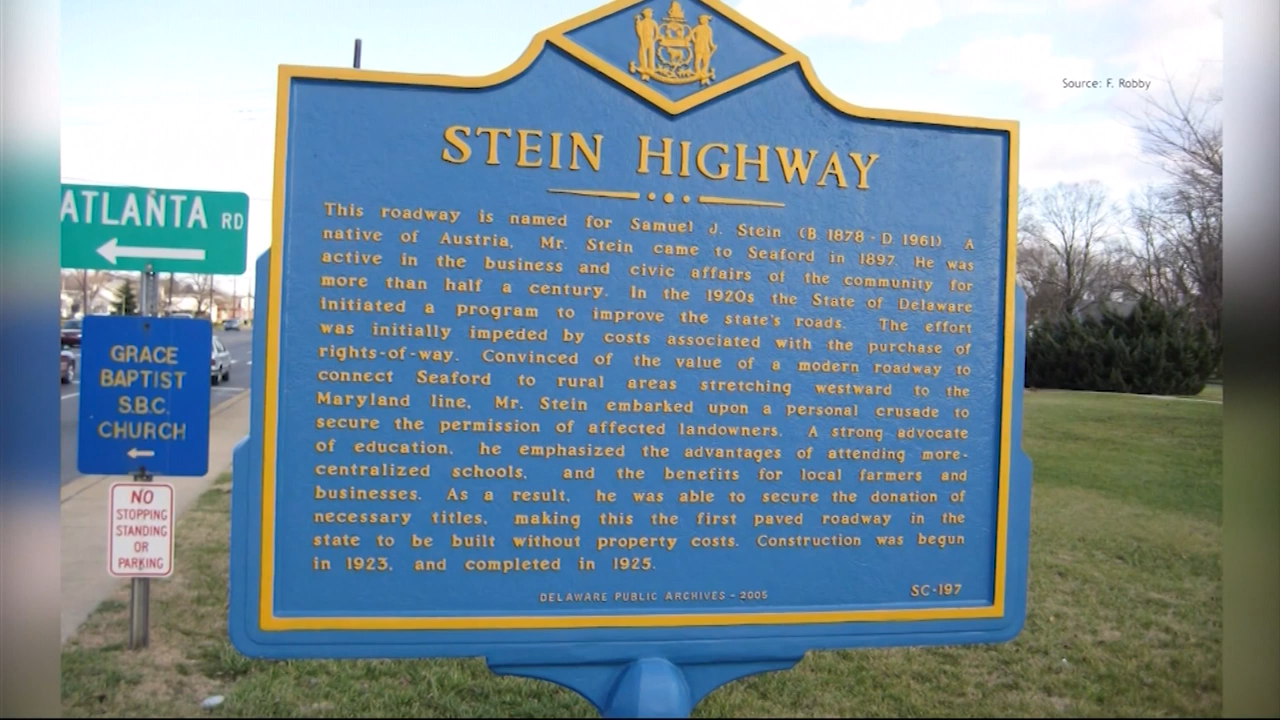 Source: F. Robby
STEIN HIGHWAY
This roadway is named for Samuel J. Stein (B. 1878 - D. 1961). A
native of Austria, Mr. Stein came to Seaford in 1897. He was
active in the business and civic affairs of the community for
more than half a century. In the 1920s the State of Delaware
initiated a program to improve the state's roads. The effort
was initially impeded by costs associated with the purchase of
rights-of-way. Convinced of the value of a modern roadway to
connect Seaford to rural areas stretching westward to the
Maryland line, Mr. Stein embarked upon a personal crusade to
secure the permission of affected landowners. A strong advocate
of education, he emphasized the advantages of attending more-
centralized schools, and the benefits for local farmers and
businesses. As a result, he was able to secure the donation of
necessary titles, making this the first paved roadway in the
state to be built without property costs. Construction was begun
in 1923, and completed in 1925.
DELAWARE PUBLIC ARCHIVES - 2005
SC-197
ATLANTA RD
GRACE
BAPTIST
S.B.C.
CHURCH
NO
STOPPING
STANDING
OR
PARKING